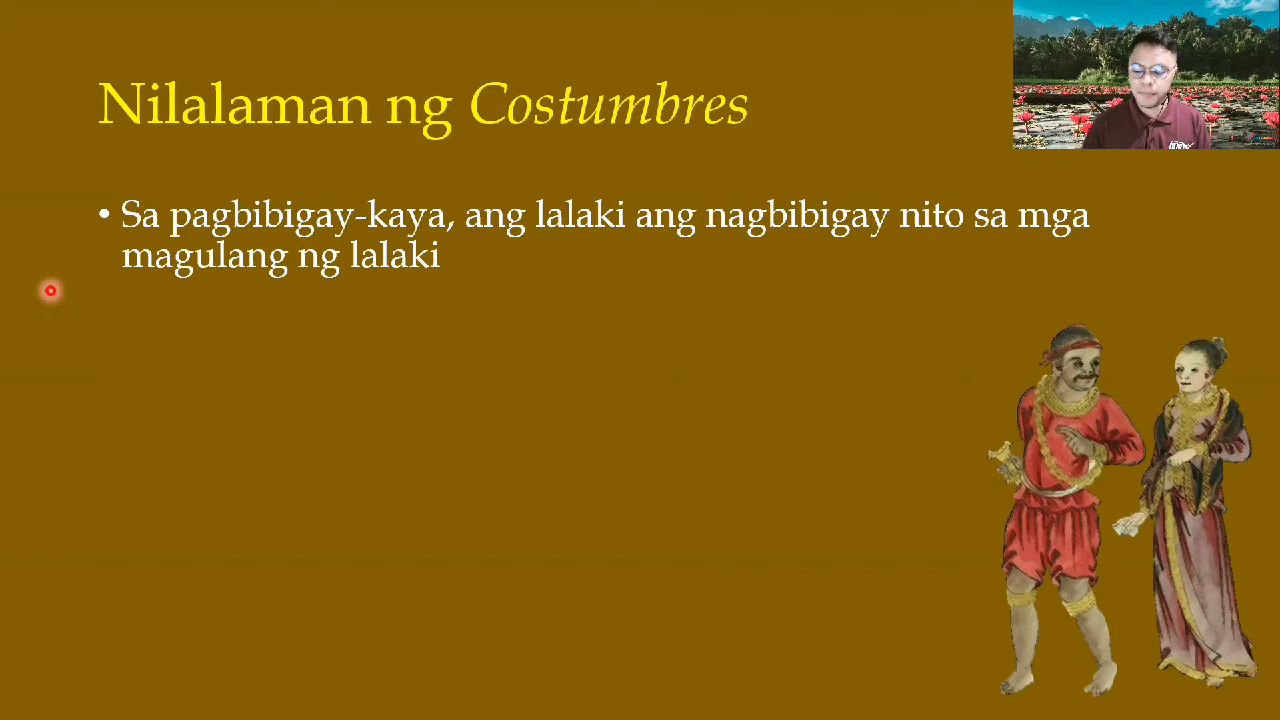 Nilalaman ng Costumbres
• Sa pagbibigay-kaya, ang lalaki ang nagbibigay nito sa mga
magulang ng lalaki